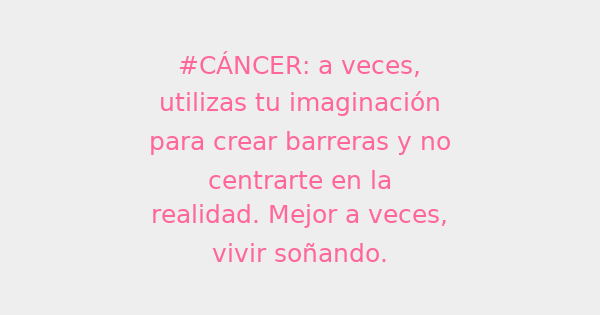 #CÁNCER: a veces,
utilizas tu imaginación
para crear barreras y no
centrarte en la
realidad. Mejor a veces,
vivir soñando.